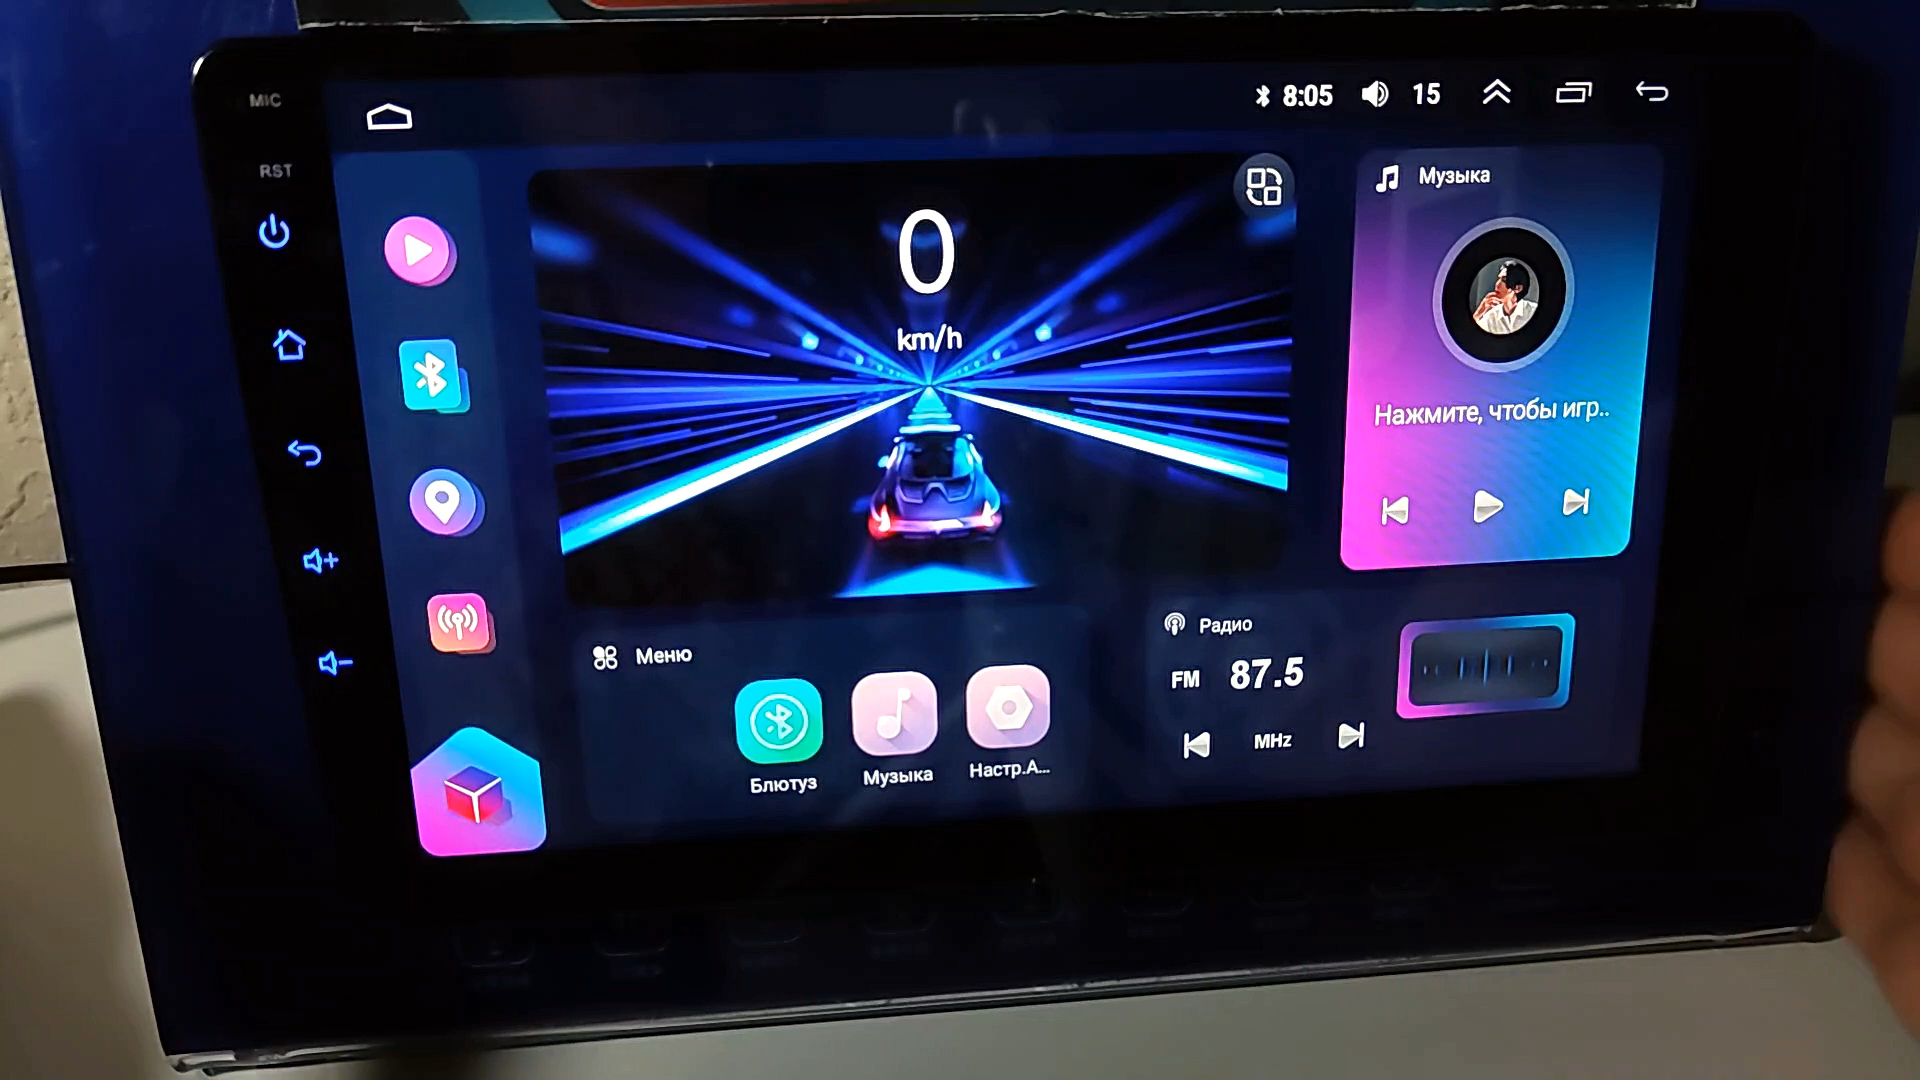 MIC
8:05
15
RST
0
km/h
Музыка
Нажмите, чтобы игр..
Меню
Блютуз
Музыка
Настр.А...
Радио
FM 87.5
MHz